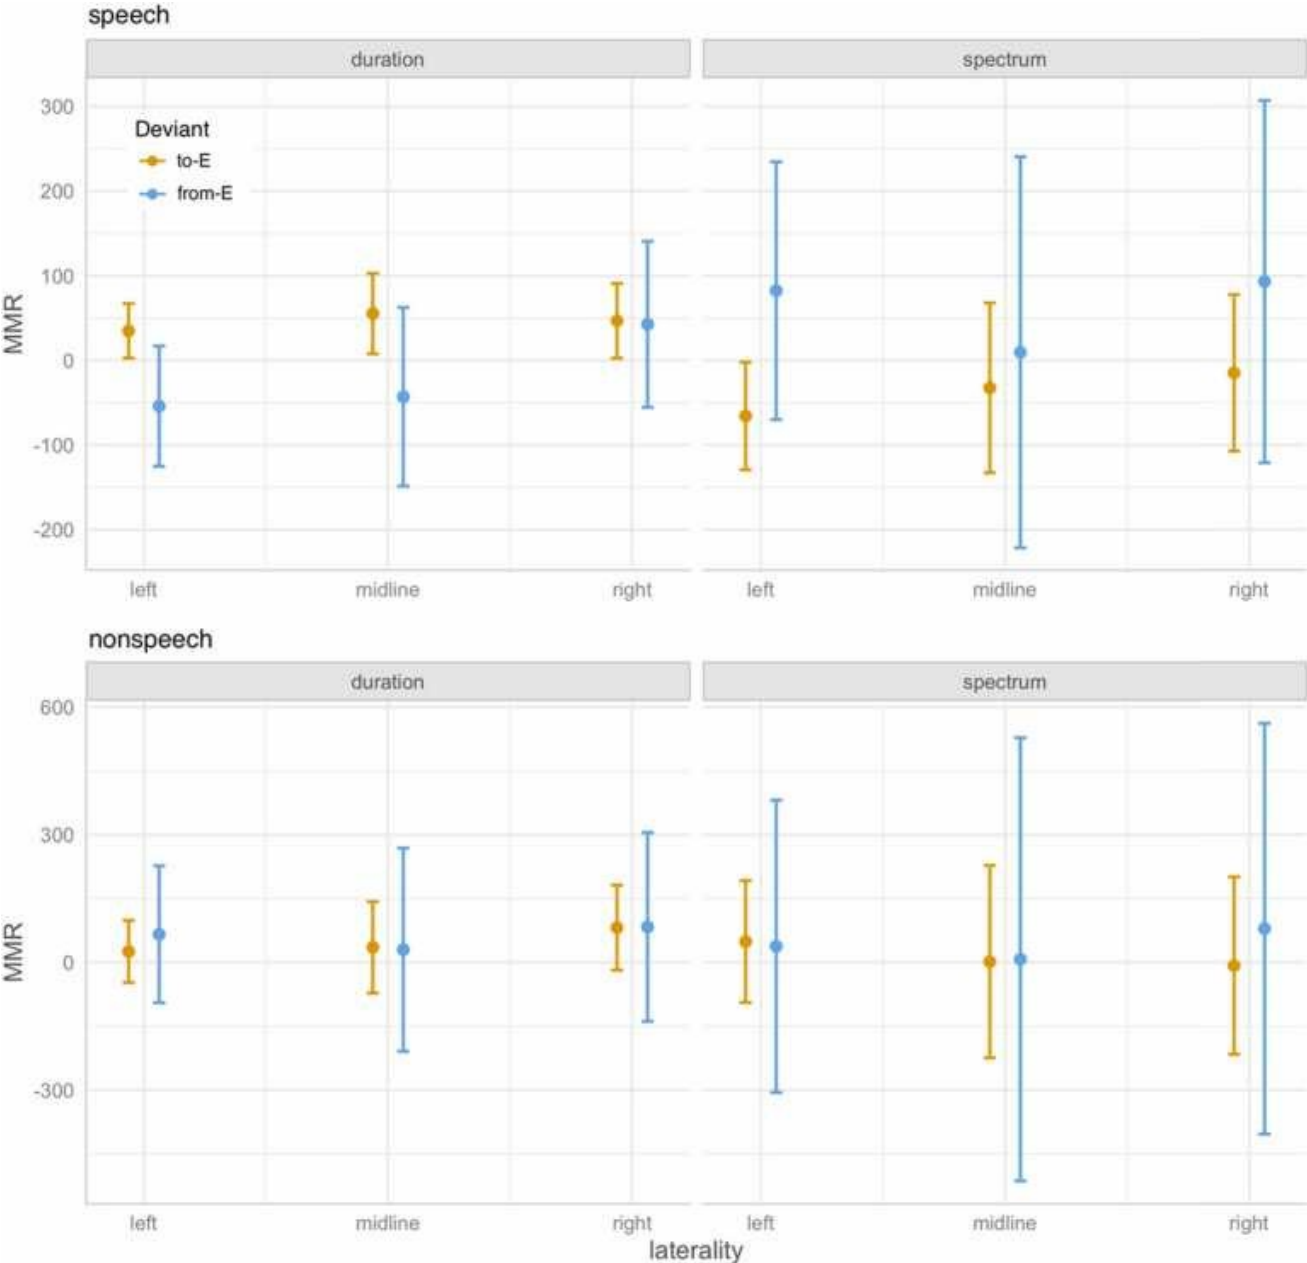 speech
duration
spectrum
300
200
100
0
-100
-200
MMR
Deviant
to-E
from-E
left
midline
right
left
midline
right
nonspeech
duration
spectrum
600
300
0
-300
MMR
left
midline
right
left
midline
right
laterality